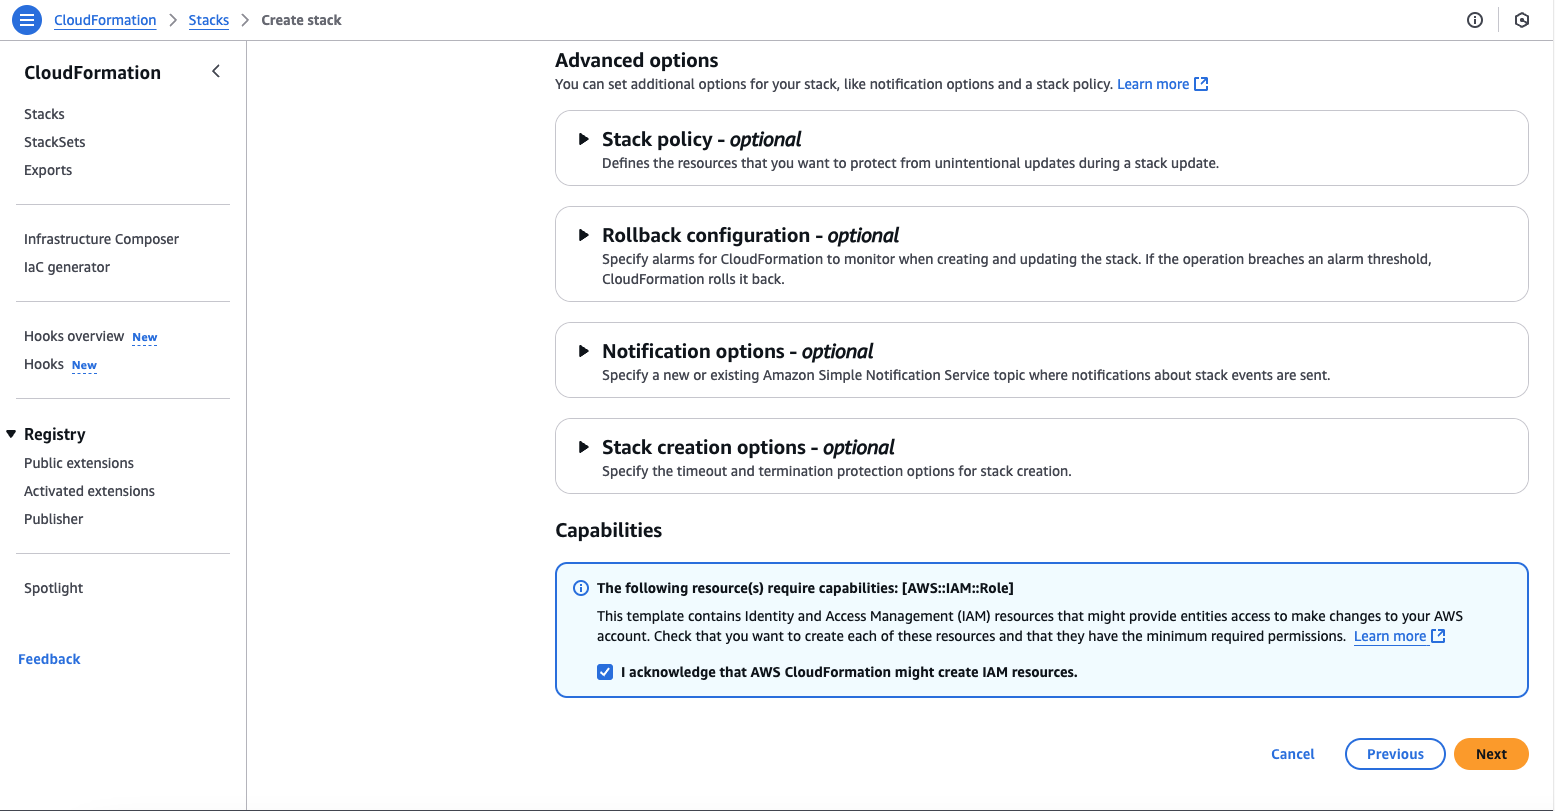 CloudFormation > Stacks > Create stack
CloudFormation
Stacks
StackSets
Exports
Infrastructure Composer
IaC generator
Hooks overview New
Hooks New
Registry
Public extensions
Activated extensions
Publisher
Spotlight
Feedback
Advanced options
You can set additional options for your stack, like notification options and a stack policy. Learn more
Stack policy - optional
Defines the resources that you want to protect from unintentional updates during a stack update.
Rollback configuration - optional
Specify alarms for CloudFormation to monitor when creating and updating the stack. If the operation breaches an alarm threshold,
CloudFormation rolls it back.
Notification options - optional
Specify a new or existing Amazon Simple Notification Service topic where notifications about stack events are sent.
Stack creation options - optional
Specify the timeout and termination protection options for stack creation.
Capabilities
The following resource(s) require capabilities: [AWS::IAM::Role]
This template contains Identity and Access Management (IAM) resources that might provide entities access to make changes to your AWS
account. Check that you want to create each of these resources and that they have the minimum required permissions. Learn more
I acknowledge that AWS CloudFormation might create IAM resources.
Cancel Previous Next